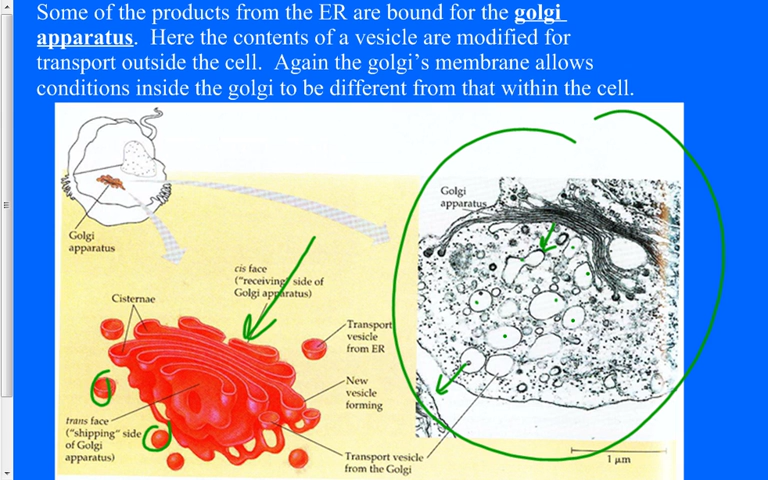 Some of the products from the ER are bound for the golgi
apparatus.  Here the contents of a vesicle are modified for
transport outside the cell.  Again the golgi’s membrane allows
conditions inside the golgi to be different from that within the cell.
Golgi
apparatus
Golgi
apparatus
cis face
("receiving" side of
Golgi apparatus)
Cisternae
Transport
vesicle
from ER
New
vesicle
forming
trans face
("shipping" side
of Golgi
apparatus)
Transport vesicle
from the Golgi
1 µm